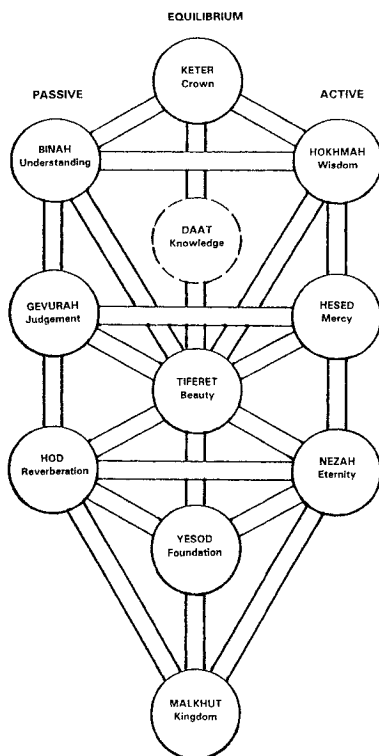 EQUILIBRIUM
KETER
Crown
PASSIVE
ACTIVE
BINAH
Understanding
HOKHMAH
Wisdom
DAAT
Knowledge
GEVURAH
Judgement
HESED
Mercy
TIFERET
Beauty
HOD
Reverberation
NEZAH
Eternity
YESOD
Foundation
MALKHUT
Kingdom